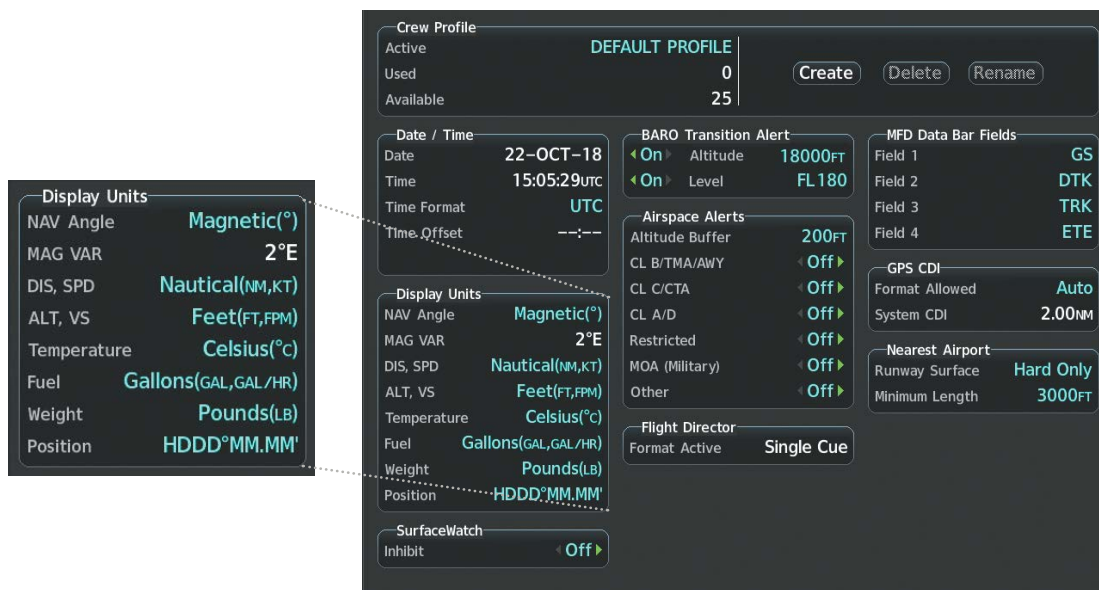 Display Units
NAV Angle Magnetic(°)
MAG VAR 2°E
DIS, SPD Nautical(NM,KT)
ALT, VS Feet(FT,FPM)
Temperature Celsius(°C)
Fuel Gallons(GAL,GAL/HR)
Weight Pounds(LB)
Position HDDD°MM.MM'
Crew Profile
Active DEFAULT PROFILE
Used 0
Available 25
Create Delete Rename
Date / Time
Date 22-OCT-18
Time 15:05:29UTC
Time Format UTC
Time Offset --:--
Display Units
NAV Angle Magnetic(°)
MAG VAR 2°E
DIS, SPD Nautical(NM,KT)
ALT, VS Feet(FT,FPM)
Temperature Celsius(°C)
Fuel Gallons(GAL,GAL/HR)
Weight Pounds(LB)
Position HDDD°MM.MM'
SurfaceWatch
Inhibit Off
BARO Transition Alert
On Altitude 18000FT
On Level FL180
Airspace Alerts
Altitude Buffer 200FT
CL B/TMA/AWY Off
CL C/CTA Off
CL A/D Off
Restricted Off
MOA (Military) Off
Other Off
Flight Director
Format Active Single Cue
MFD Data Bar Fields
Field 1 GS
Field 2 DTK
Field 3 TRK
Field 4 ETE
GPS CDI
Format Allowed Auto
System CDI 2.00NM
Nearest Airport
Runway Surface Hard Only
Minimum Length 3000FT